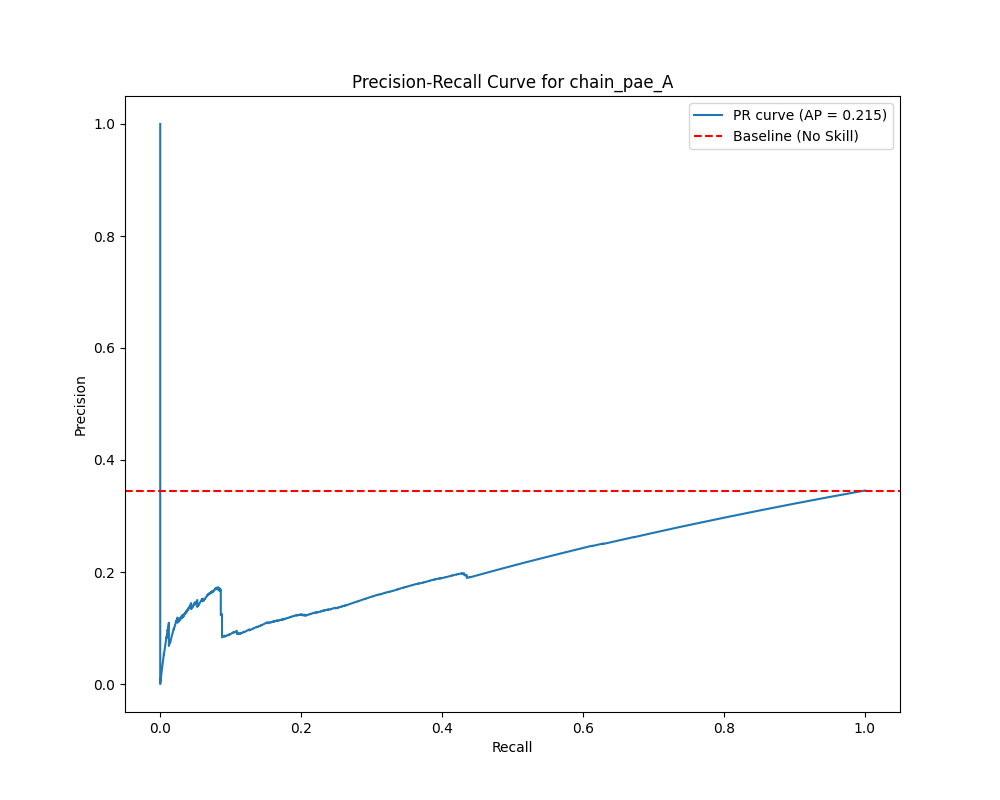 Precision-Recall Curve for chain_pae_A
PR curve (AP = 0.215)
Baseline (No Skill)
1.0
0.8
0.6
0.4
0.2
0.0
Precision
0.0 0.2 0.4 0.6 0.8 1.0
Recall